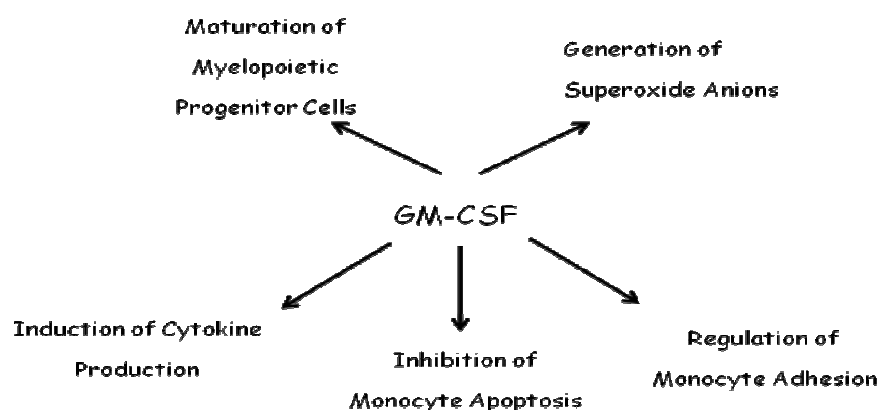 Maturation of
Myelopoietic
Progenitor Cells
Generation of
Superoxide Anions
GM-CSF
Induction of Cytokine
Production
Inhibition of
Monocyte Apoptosis
Regulation of
Monocyte Adhesion